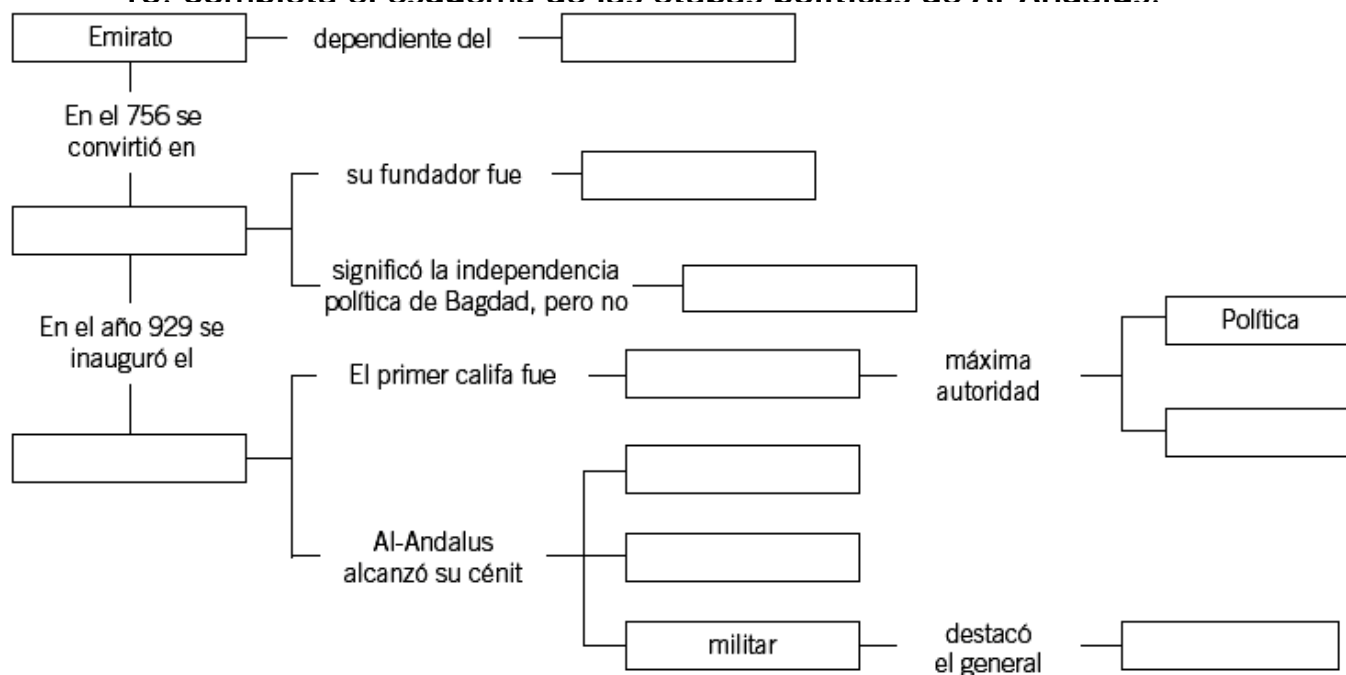 Emirato
dependiente del
En el 756 se
convirtió en
su fundador fue
significó la independencia
política de Bagdad, pero no
En el año 929 se
inauguró el
El primer califa fue
máxima
autoridad
Política
Al-Andalus
alcanzó su cénit
militar
destacó
el general